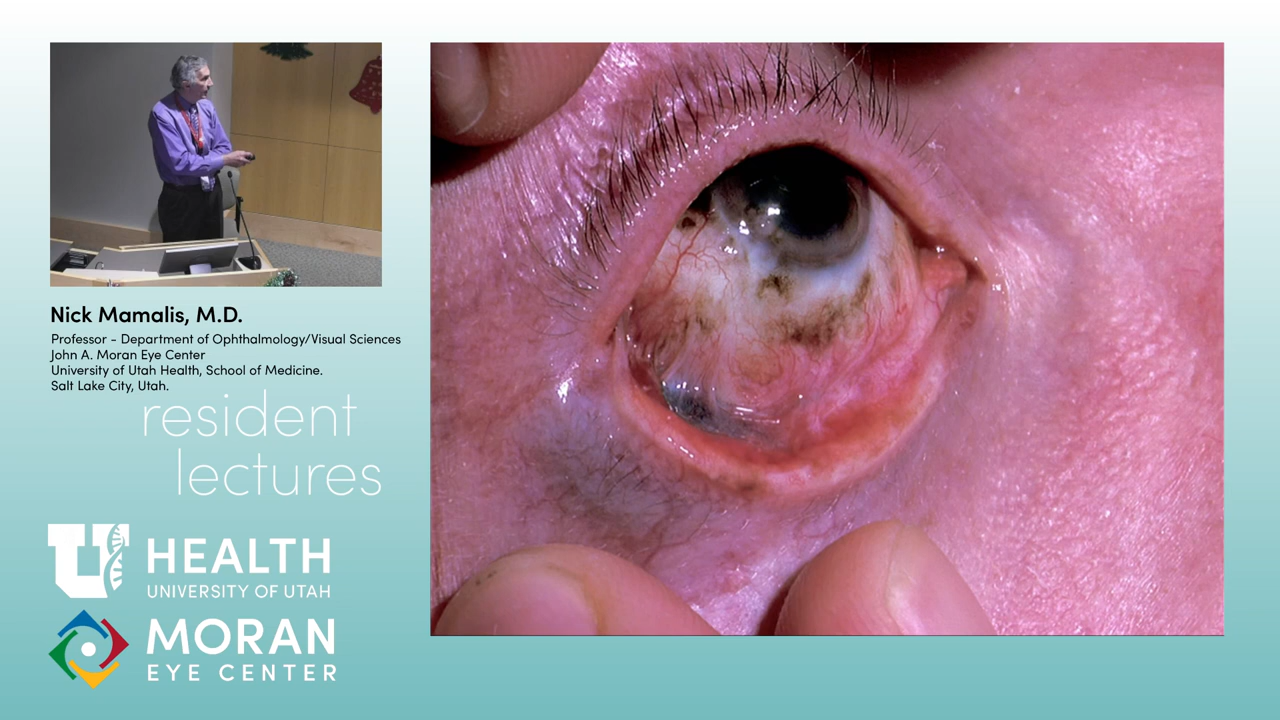 Nick Mamalis, M.D.
Professor - Department of Ophthalmology/Visual Sciences
John A. Moran Eye Center
University of Utah Health, School of Medicine.
Salt Lake City, Utah.
resident
lectures
U HEALTH
UNIVERSITY OF UTAH
MORAN
EYE CENTER